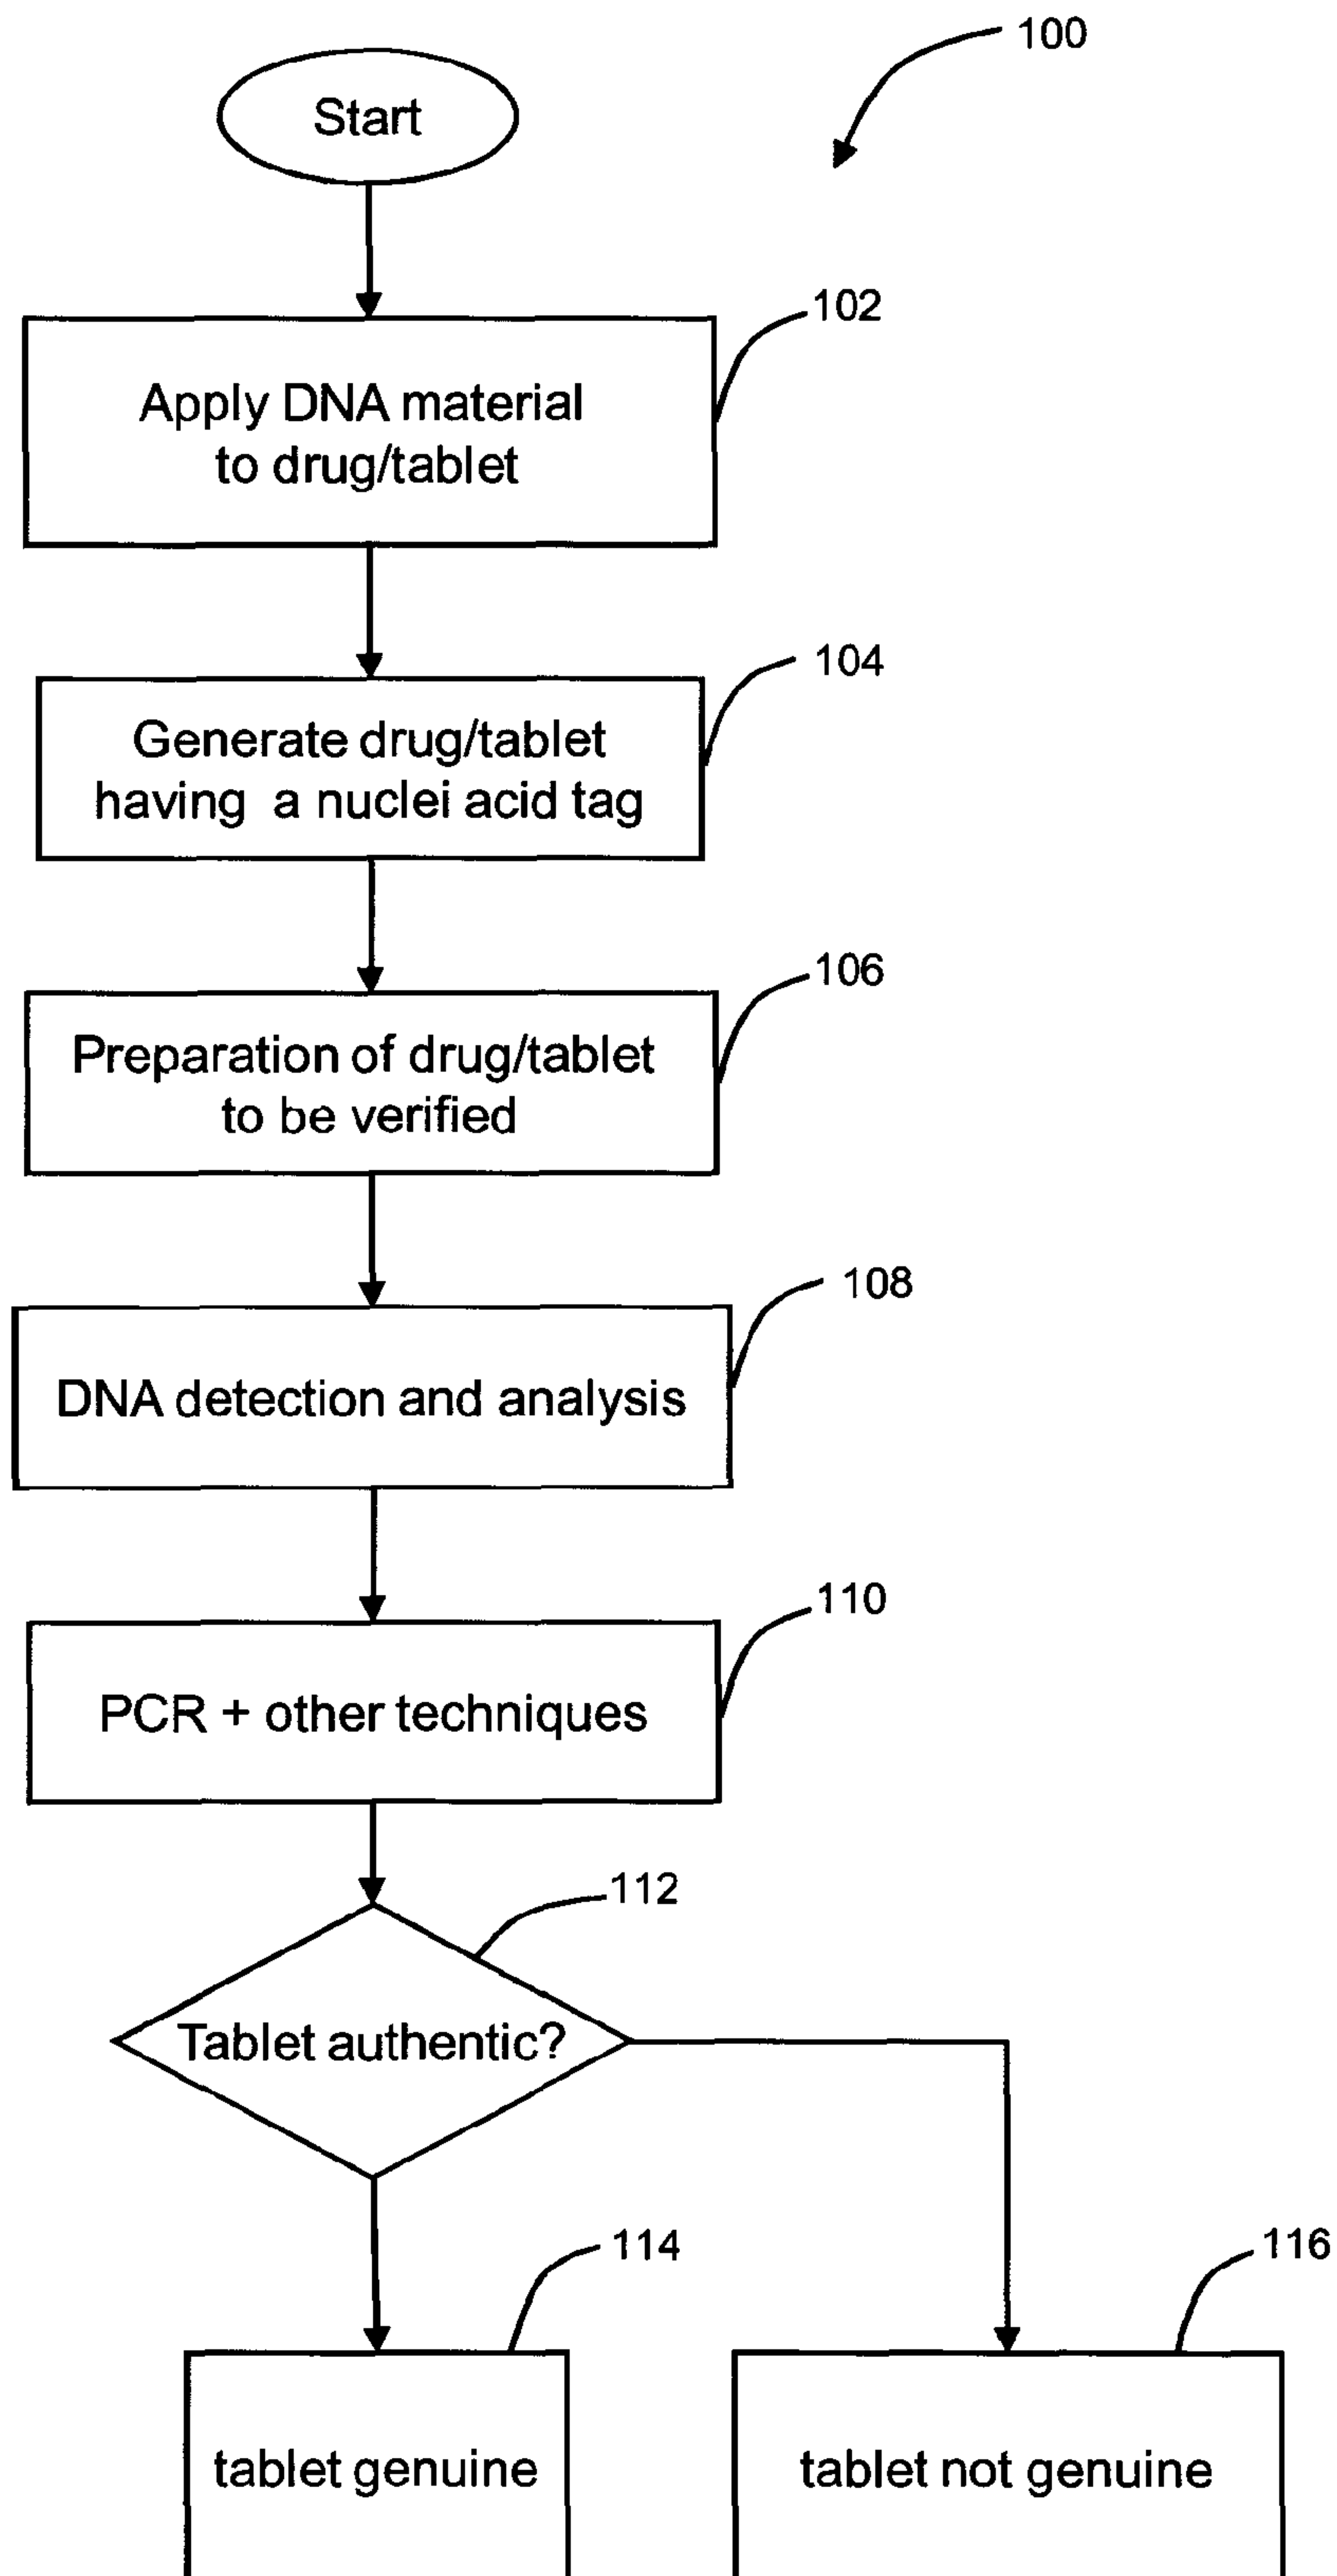 100
Start
102
Apply DNA material
to drug/tablet
104
Generate drug/tablet
having a nuclei acid tag
106
Preparation of drug/tablet
to be verified
108
DNA detection and analysis
110
PCR + other techniques
112
Tablet authentic?
114
116
tablet genuine
tablet not genuine